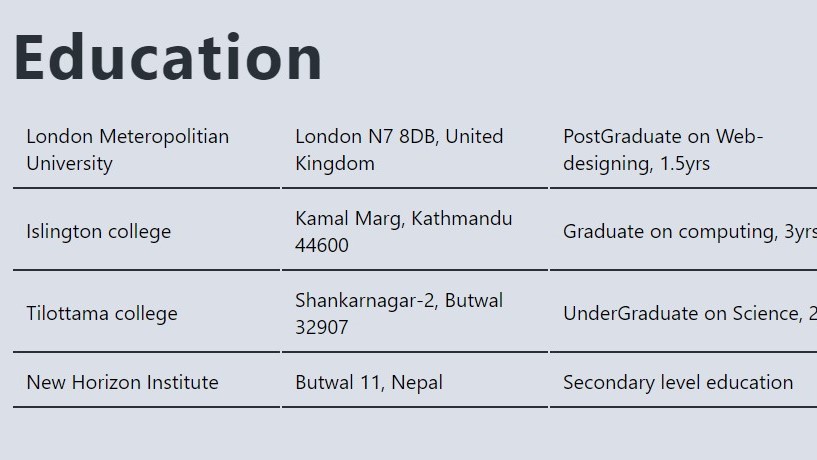 Education
London Meteropolitian
University
London N7 8DB, United
Kingdom
PostGraduate on Web-
designing, 1.5yrs
Islington college
Kamal Marg, Kathmandu
44600
Graduate on computing, 3yrs
Tilottama college
Shankarnagar-2, Butwal
32907
UnderGraduate on Science, 2
New Horizon Institute
Butwal 11, Nepal
Secondary level education